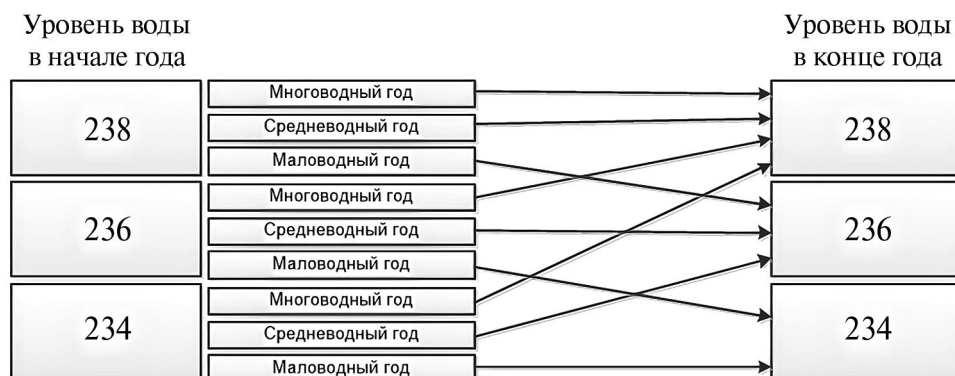 Уровень воды
в начале года
Уровень воды
в конце года
238
Многоводный год
Средневодный год
Маловодный год
238
236
Многоводный год
Средневодный год
Маловодный год
236
234
Многоводный год
Средневодный год
Маловодный год
234